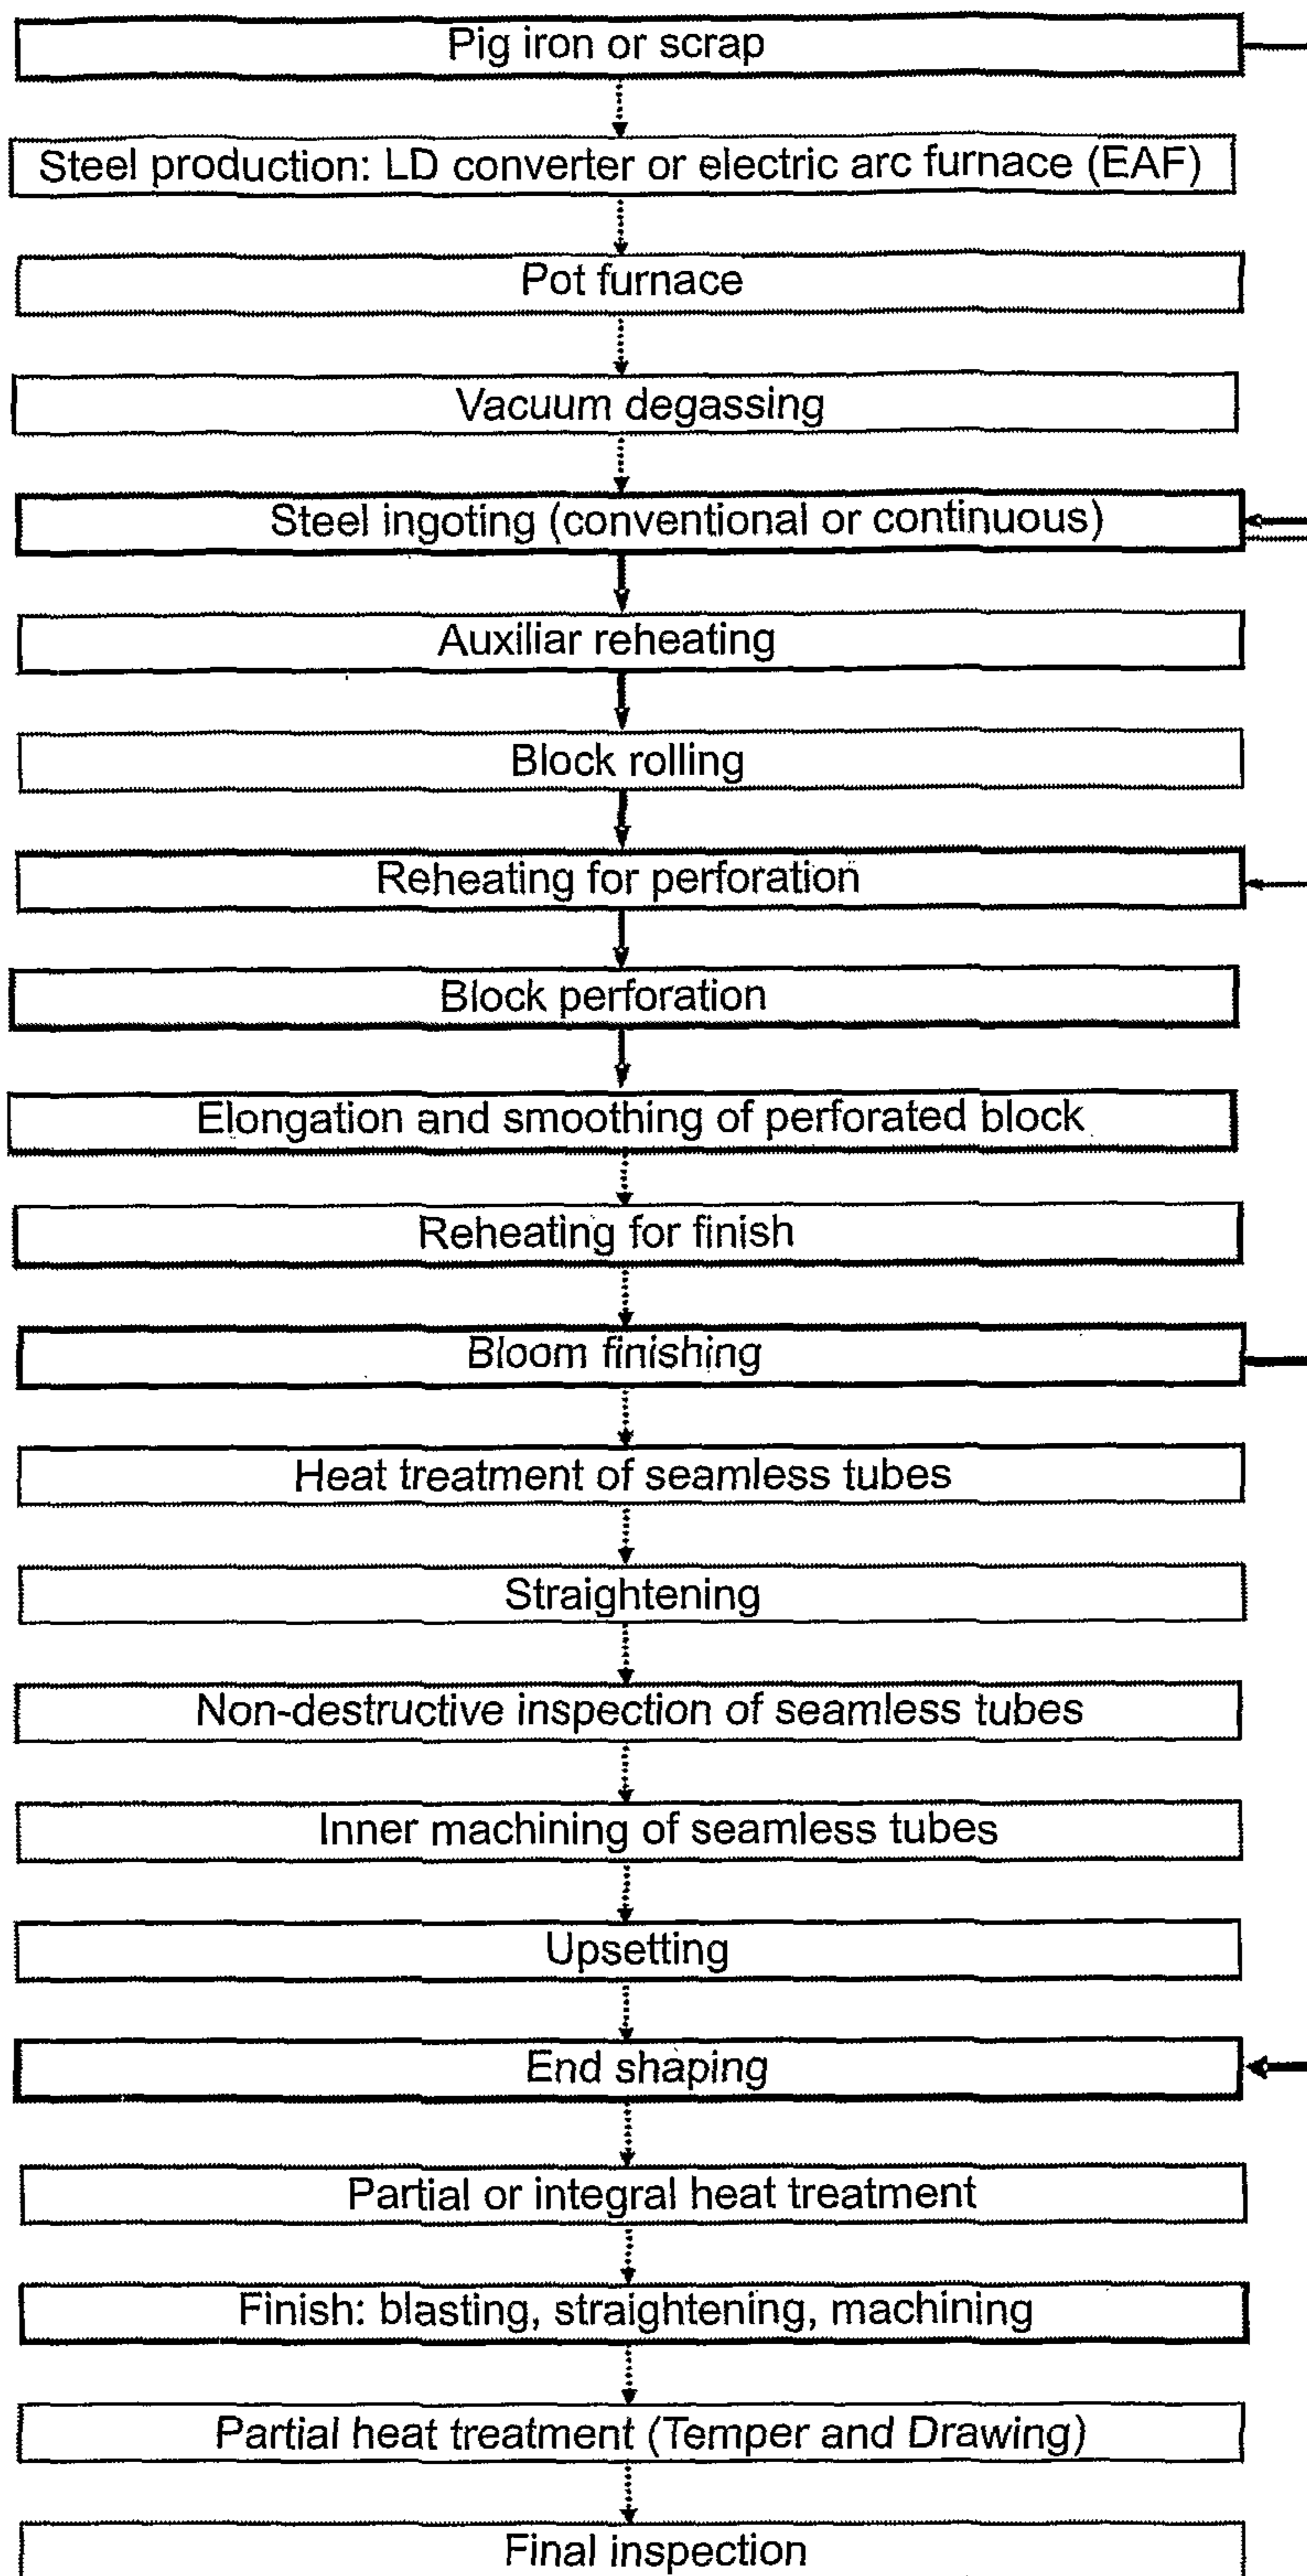 Pig iron or scrap
Steel production: LD converter or electric arc furnace (EAF)
Pot furnace
Vacuum degassing
Steel ingoting (conventional or continuous)
Auxiliar reheating
Block rolling
Reheating for perforation
Block perforation
Elongation and smoothing of perforated block
Reheating for finish
Bloom finishing
Heat treatment of seamless tubes
Straightening
Non-destructive inspection of seamless tubes
Inner machining of seamless tubes
Upsetting
End shaping
Partial or integral heat treatment
Finish: blasting, straightening, machining
Partial heat treatment (Temper and Drawing)
Final inspection